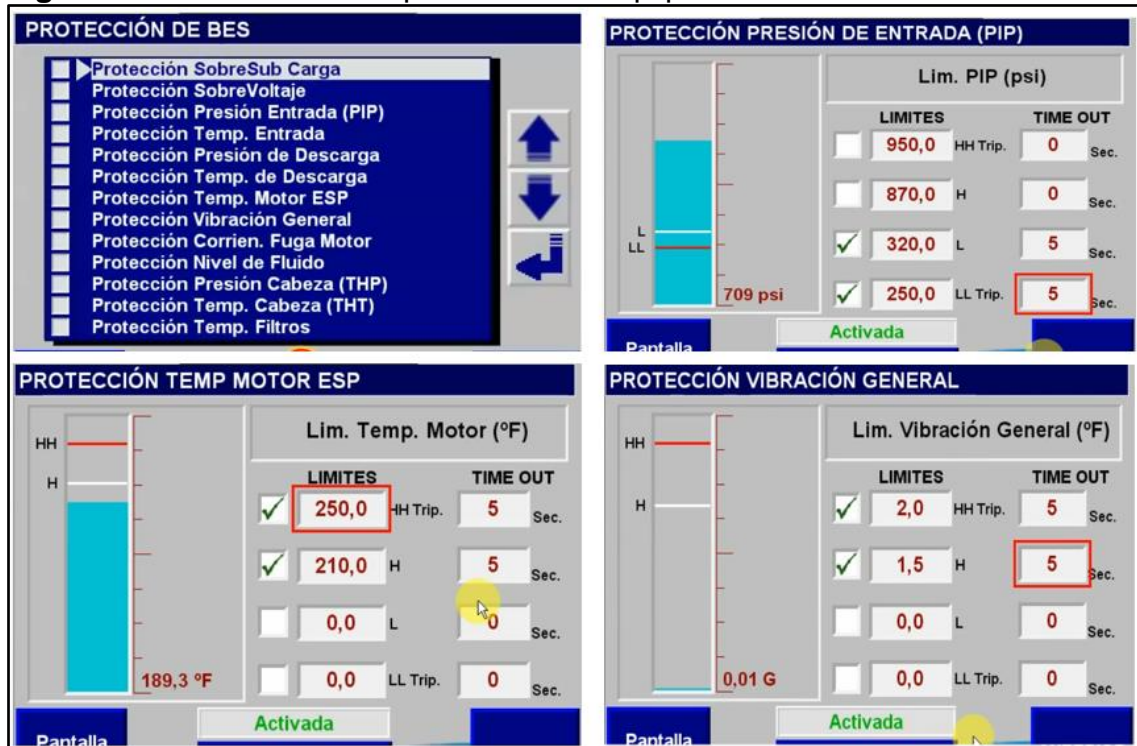 PROTECCIÓN DE BES
Protección SobreSub Carga
Protección SobreVoltaje
Protección Presión Entrada (PIP)
Protección Temp. Entrada
Protección Presión de Descarga
Protección Temp. de Descarga
Protección Temp. Motor ESP
Protección Vibración General
Protección Corrien. Fuga Motor
Protección Nivel de Fluido
Protección Presión Cabeza (THP)
Protección Temp. Cabeza (THT)
Protección Temp. Filtros
PROTECCIÓN PRESIÓN DE ENTRADA (PIP)
Lim. PIP (psi)
LIMITES TIME OUT
950,0 HH Trip. 0 Sec.
870,0 H 0 Sec.
L
320,0 L 5 Sec.
LL
250,0 LL Trip. 5 Sec.
709 psi
Activada
Pantalla
PROTECCIÓN TEMP MOTOR ESP
Lim. Temp. Motor (ºF)
HH
LIMITES TIME OUT
H
250,0 HH Trip. 5 Sec.
210,0 H 5 Sec.
0,0 L 0 Sec.
189,3 ºF
0,0 LL Trip. 0 Sec.
Activada
Pantalla
PROTECCIÓN VIBRACIÓN GENERAL
Lim. Vibración General (ºF)
HH
LIMITES TIME OUT
H
2,0 HH Trip. 5 Sec.
1,5 H 5 Sec.
0,0 L 0 Sec.
0,01 G
0,0 LL Trip. 0 Sec.
Activada
Pantalla